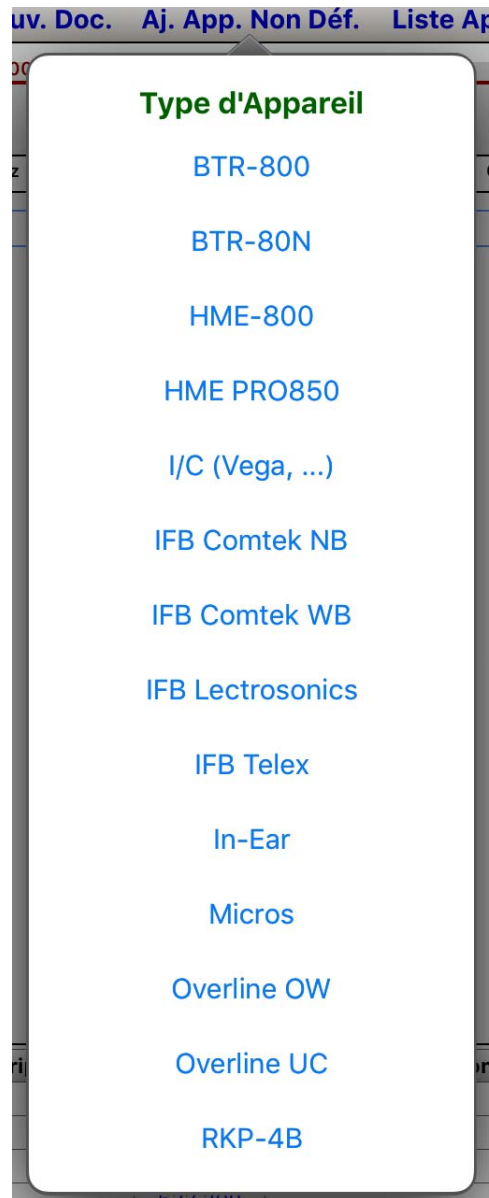 uv. Doc. Aj. App. Non Déf. Liste Ap
Type d'Appareil
BTR-800
BTR-80N
HME-800
HME PRO850
I/C (Vega, ...)
IFB Comtek NB
IFB Comtek WB
IFB Lectrosonics
IFB Telex
In-Ear
Micros
Overline OW
Overline UC
RKP-4B